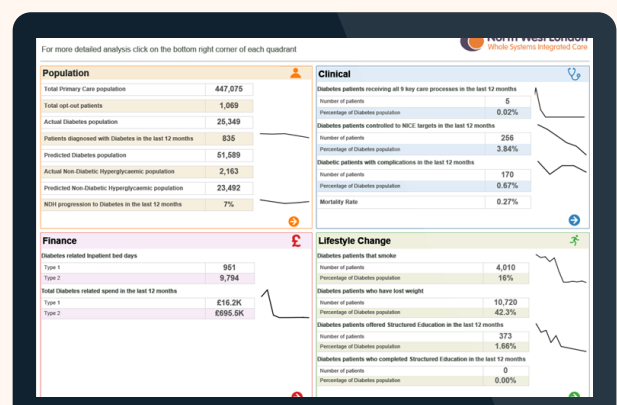 North West London
Whole Systems Integrated Care
For more detailed analysis click on the bottom right corner of each quadrant
Population
Total Primary Care population 447,075
Total opt-out patients 1,069
Actual Diabetes population 25,349
Patients diagnosed with Diabetes in the last 12 months 835
Predicted Diabetes population 51,589
Actual Non-Diabetic Hyperglycaemic population 2,163
Predicted Non-Diabetic Hyperglycaemic population 23,492
NDH progression to Diabetes in the last 12 months 7%
Clinical
Diabetes patients receiving all 9 key care processes in the last 12 months
Number of patients 5
Percentage of Diabetes population 0.02%
Diabetes patients controlled to NICE targets in the last 12 months
Number of patients 256
Percentage of Diabetes population 3.84%
Diabetic patients with complications in the last 12 months
Number of patients 170
Percentage of Diabetes population 0.67%
Mortality Rate 0.27%
Finance £
Diabetes related Inpatient bed days
Type 1 951
Type 2 9,794
Total Diabetes related spend in the last 12 months
Type 1 £16.2K
Type 2 £695.6K
Lifestyle Change
Diabetes patients that smoke
Number of patients 4,010
Percentage of Diabetes population 16%
Diabetes patients who have lost weight
Number of patients 10,720
Percentage of Diabetes population 42.3%
Diabetes patients offered Structured Education in the last 12 months
Number of patients 373
Percentage of Diabetes population 1.66%
Diabetes patients who completed Structured Education in the last 12 months
Number of patients 0
Percentage of Diabetes population 0.00%